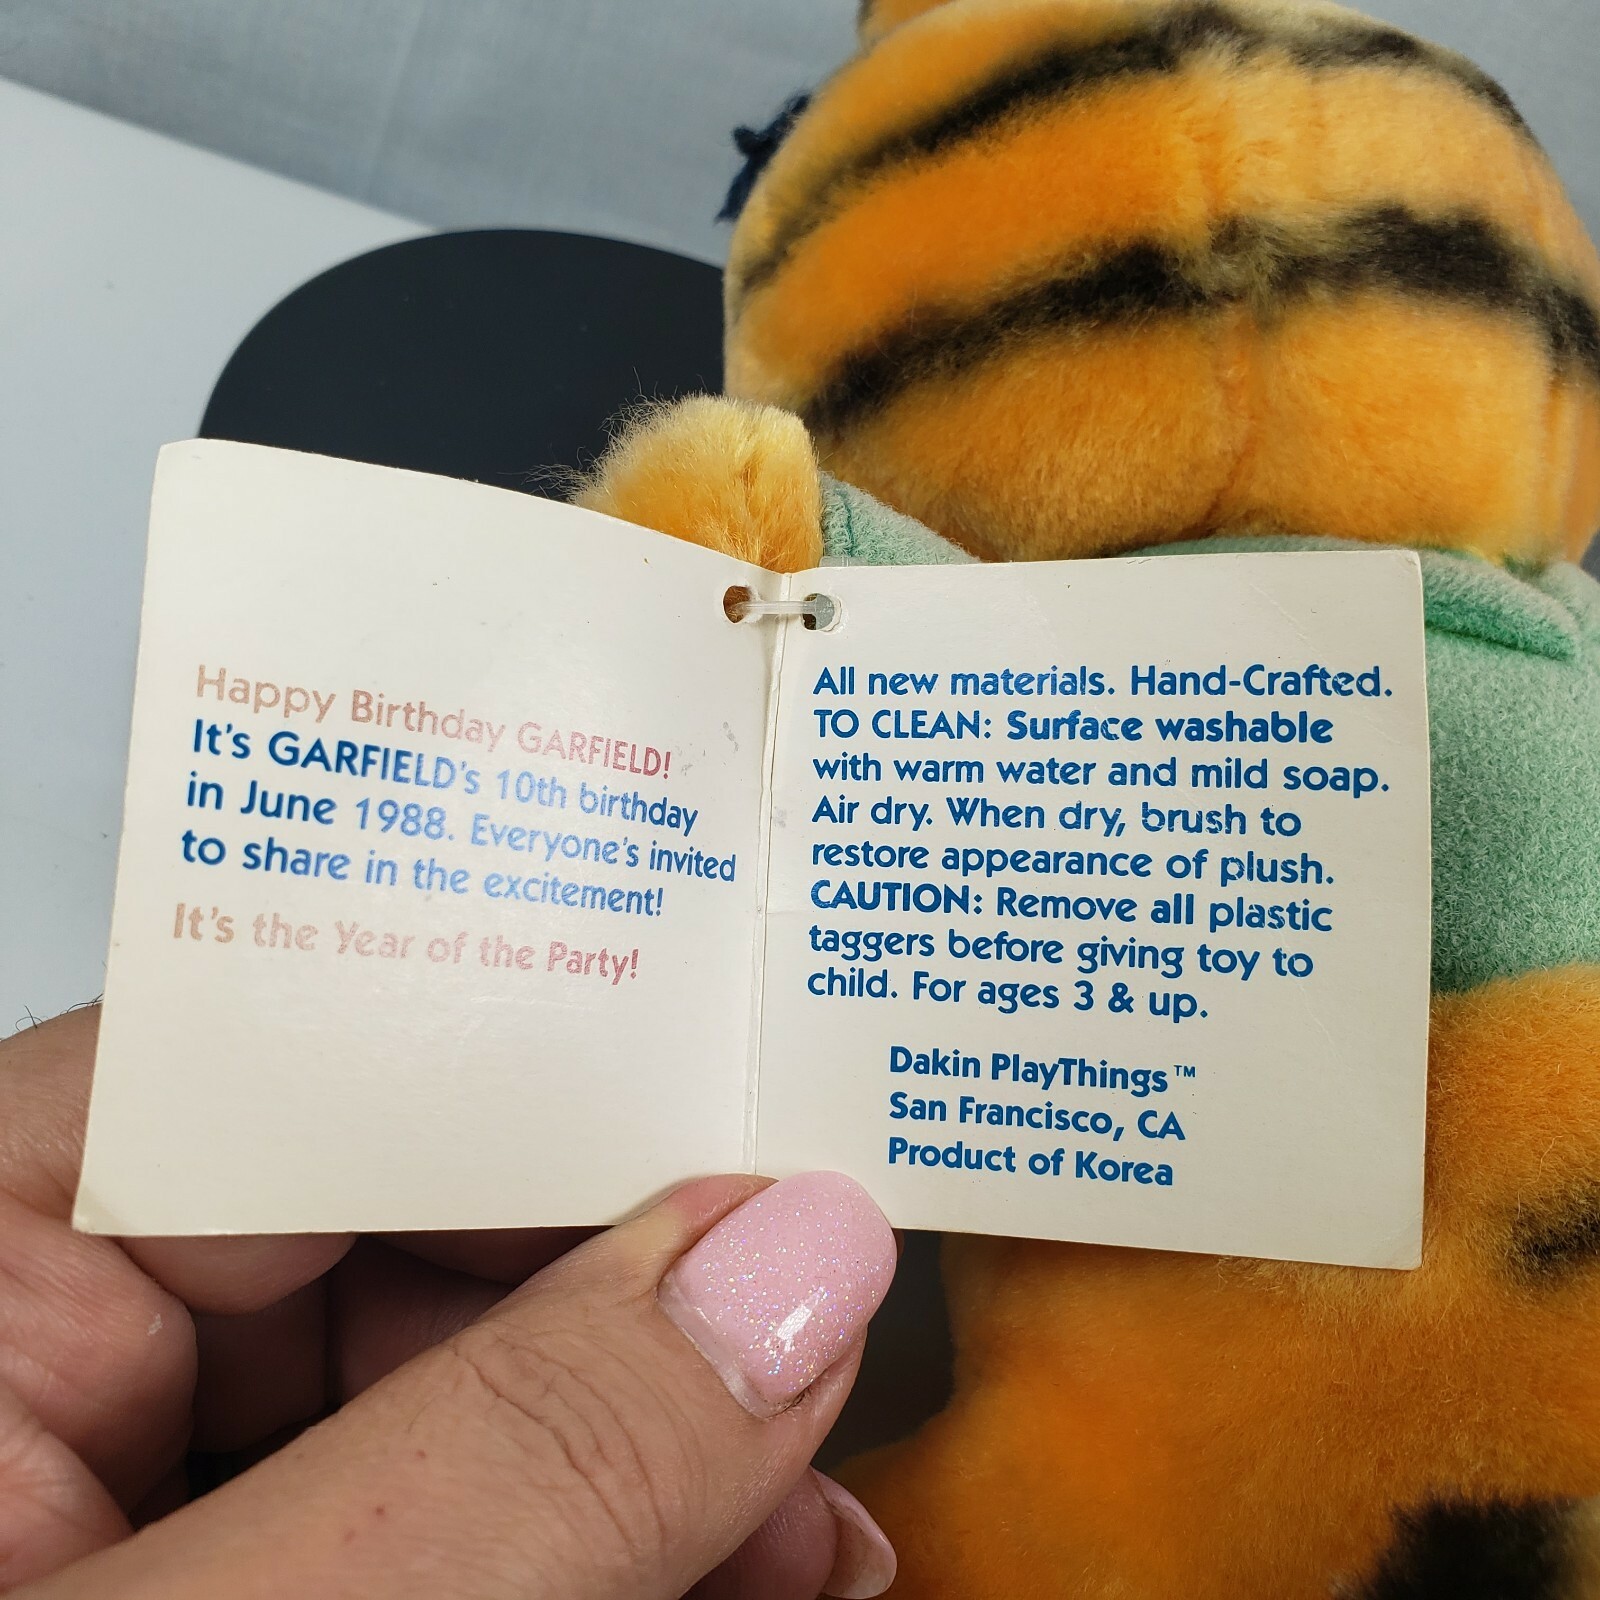 Happy Birthday GARFIELD!
It's GARFIELD's 10th birthday
in June 1988. Everyone's invited
to share in the excitement!
It's the Year of the Party!
All new materials. Hand-Crafted.
TO CLEAN: Surface washable
with warm water and mild soap.
Air dry. When dry, brush to
restore appearance of plush.
CAUTION: Remove all plastic
taggers before giving toy to
child. For ages 3 & up.
Dakin PlayThings™
San Francisco, CA
Product of Korea